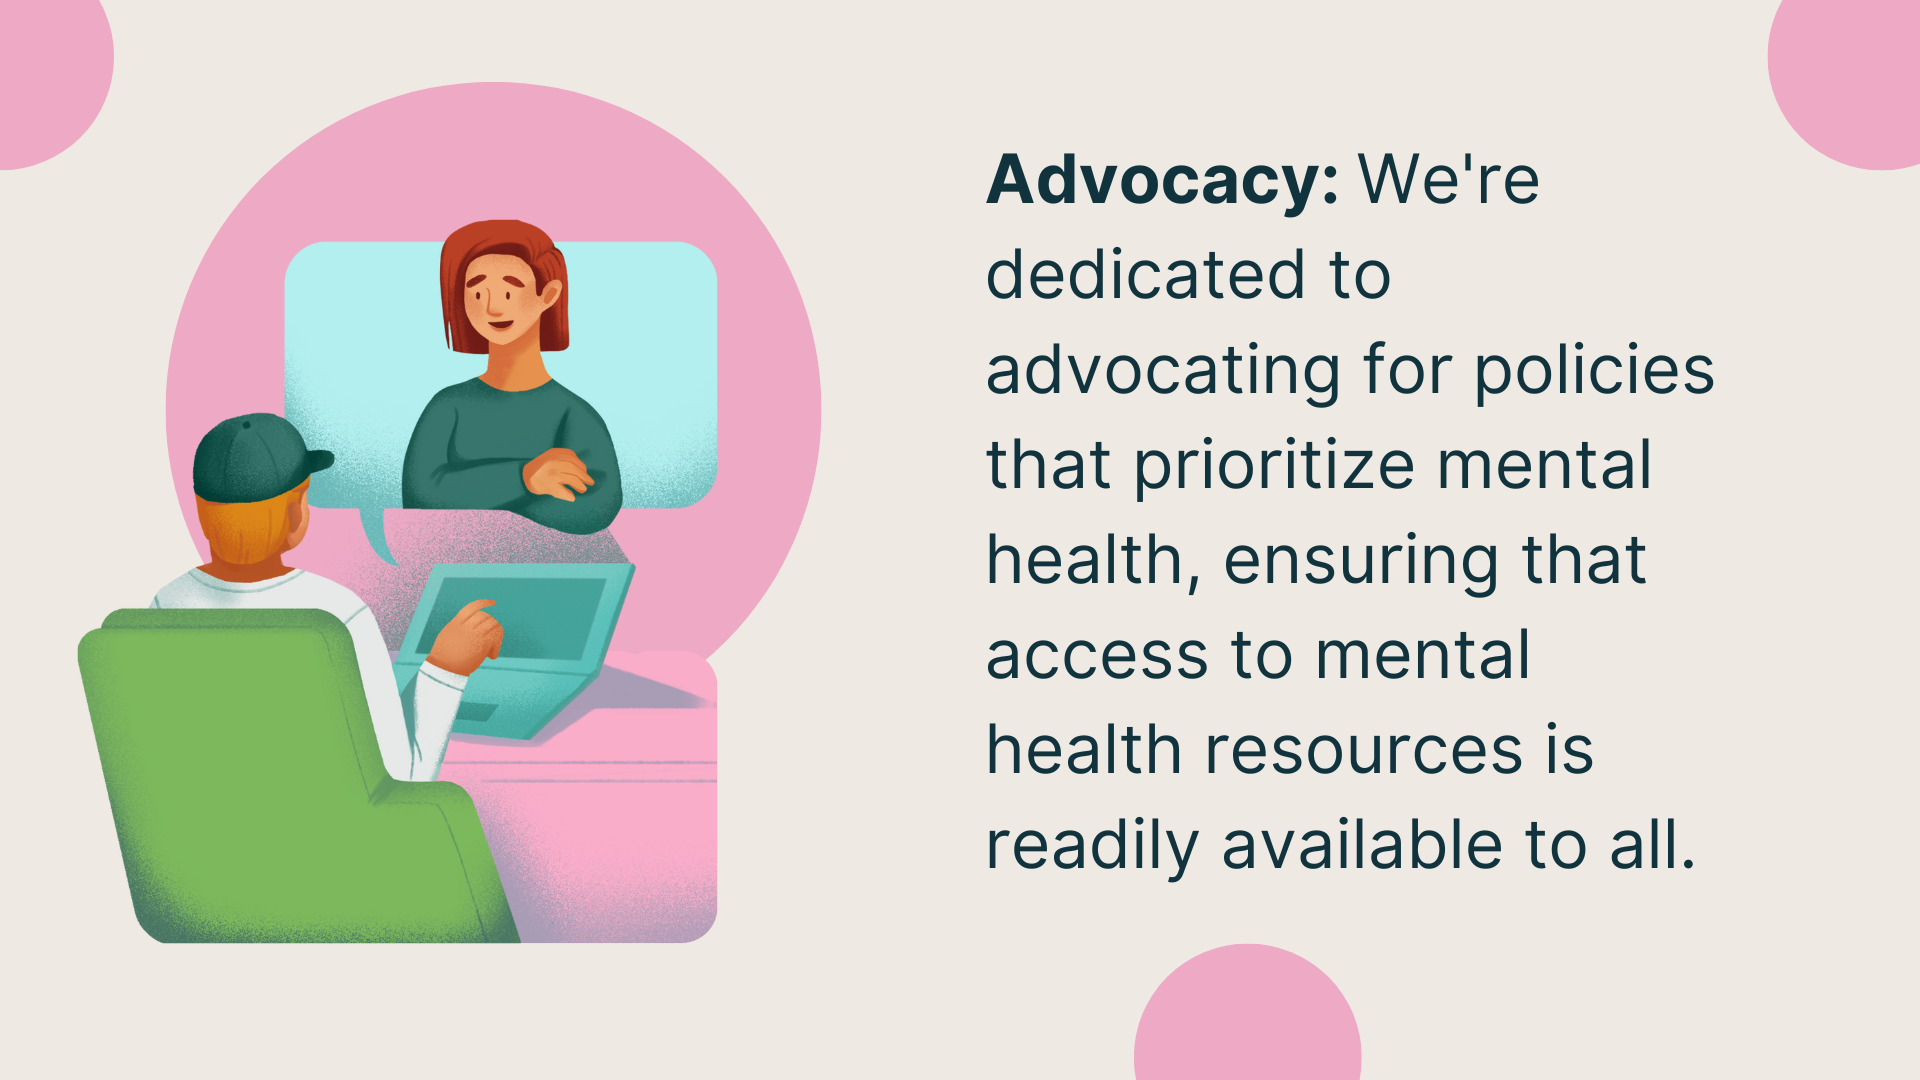 Advocacy: We're
dedicated to
advocating for policies
that prioritize mental
health, ensuring that
access to mental
health resources is
readily available to all.